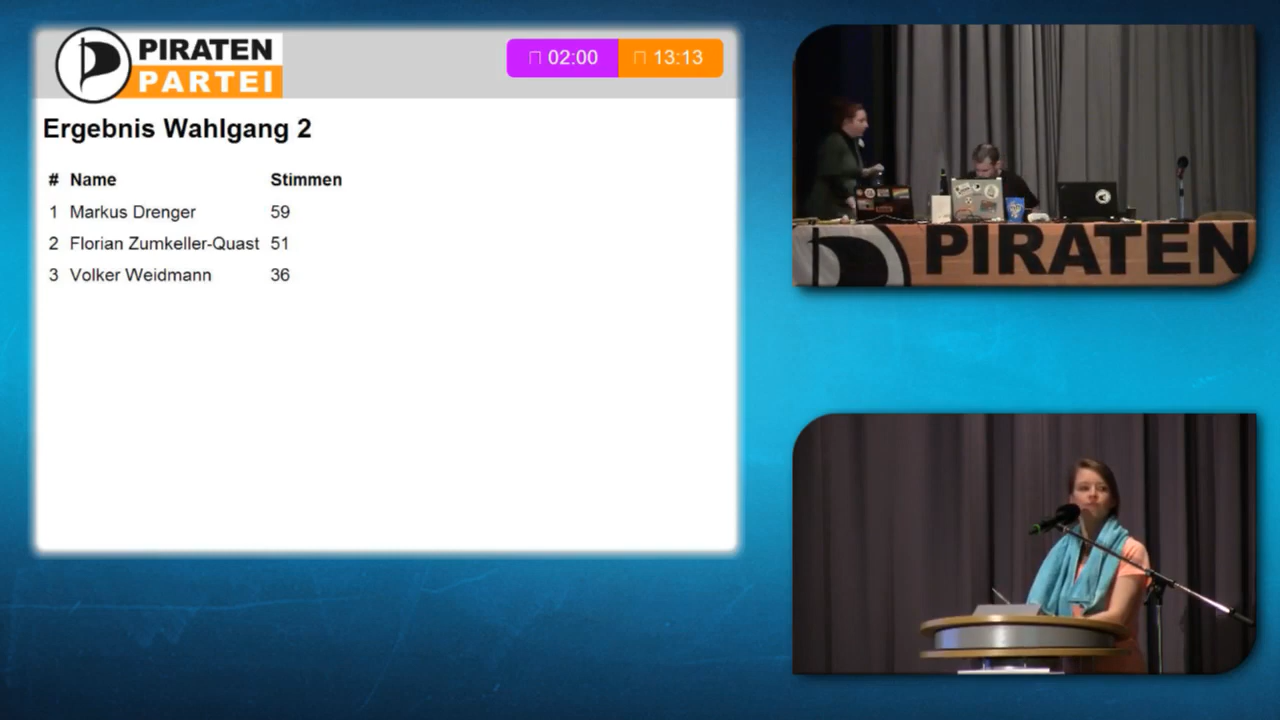 PIRATEN
PARTEI
02:00 13:13
Ergebnis Wahlgang 2
# Name Stimmen
1 Markus Drenger 59
2 Florian Zumkeller-Quast 51
3 Volker Weidmann 36
PIRATEN